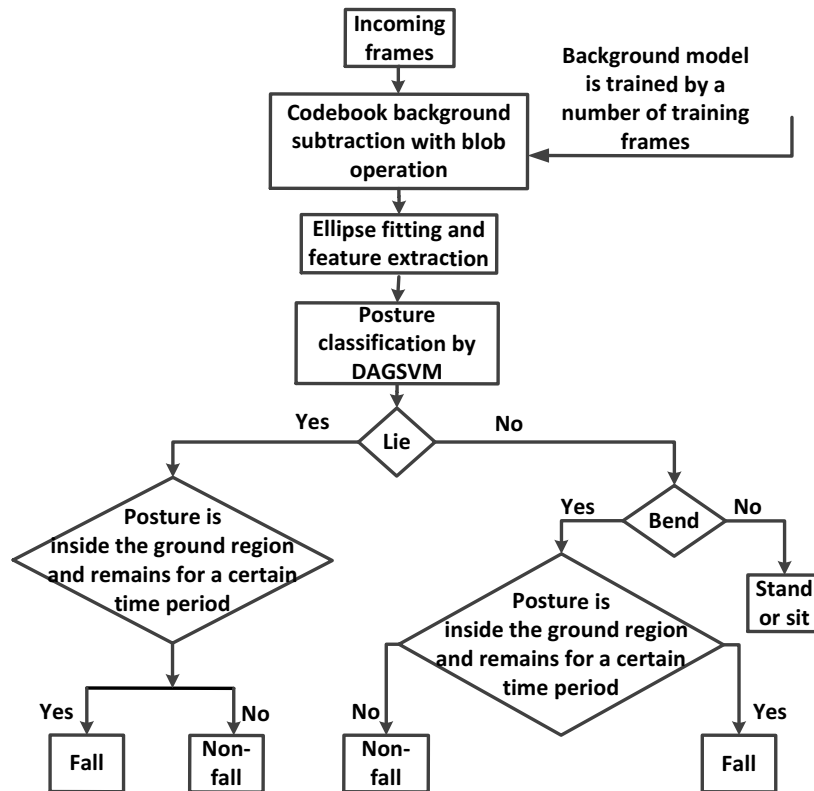 Incoming
frames
Background model
is trained by a
number of training
frames
Codebook background
subtraction with blob
operation
Ellipse fitting and
feature extraction
Posture
classification by
DAGSVM
Yes
Lie
No
Posture is
inside the ground region
and remains for a certain
time period
Yes
Bend
No
Stand
or sit
Posture is
inside the ground region
and remains for a certain
time period
Yes
No
Fall
Non-
fall
No
Yes
Non-
fall
Fall